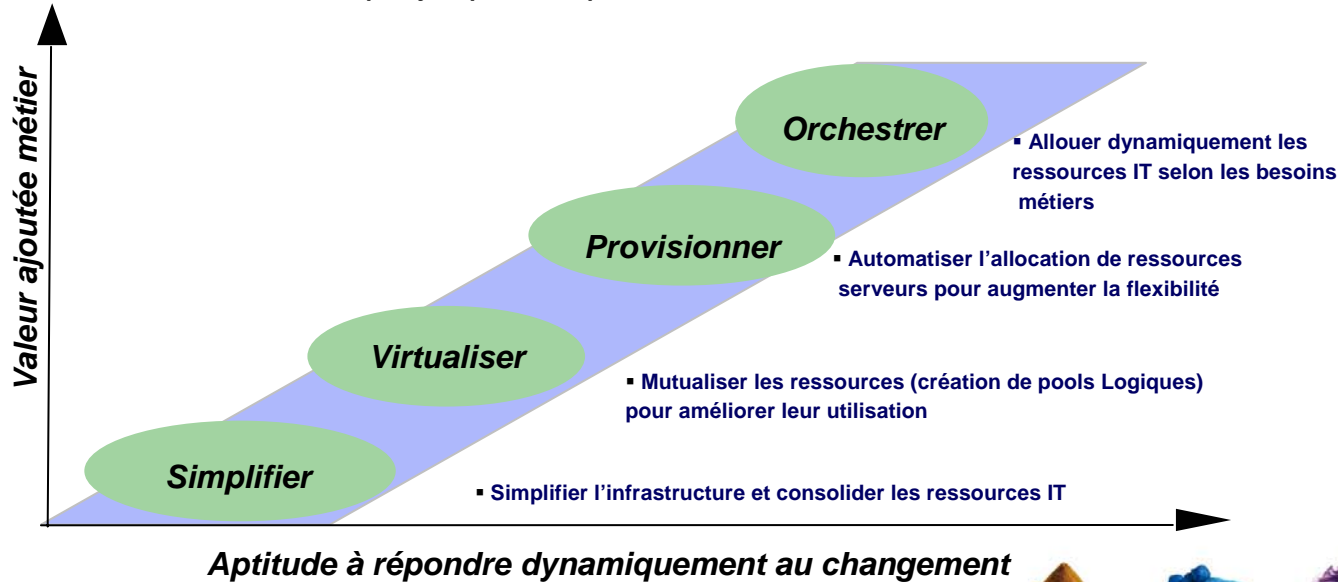 Valeur ajoutée métier
Orchestrer
▪ Allouer dynamiquement les
ressources IT selon les besoins
métiers
Provisionner
▪ Automatiser l’allocation de ressources
serveurs pour augmenter la flexibilité
Virtualiser
▪ Mutualiser les ressources (création de pools Logiques)
pour améliorer leur utilisation
Simplifier
▪ Simplifier l’infrastructure et consolider les ressources IT
Aptitude à répondre dynamiquement au changement